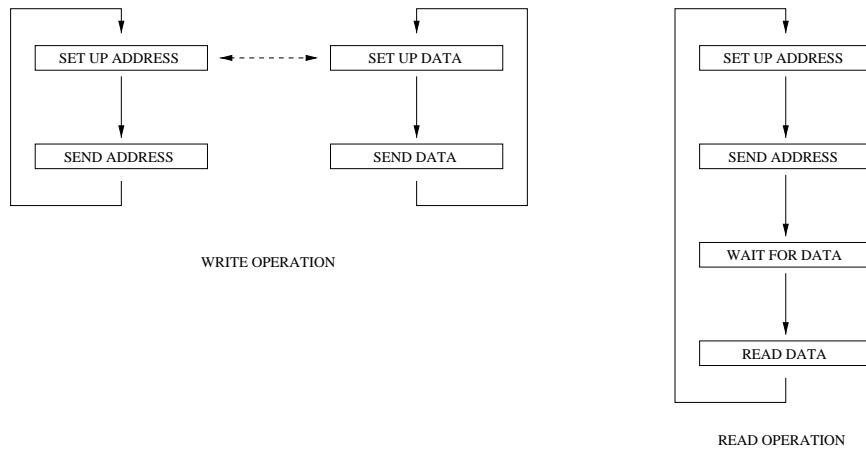 SET UP ADDRESS
SET UP DATA
SEND ADDRESS
SEND DATA
WRITE OPERATION
SET UP ADDRESS
SEND ADDRESS
WAIT FOR DATA
READ DATA
READ OPERATION